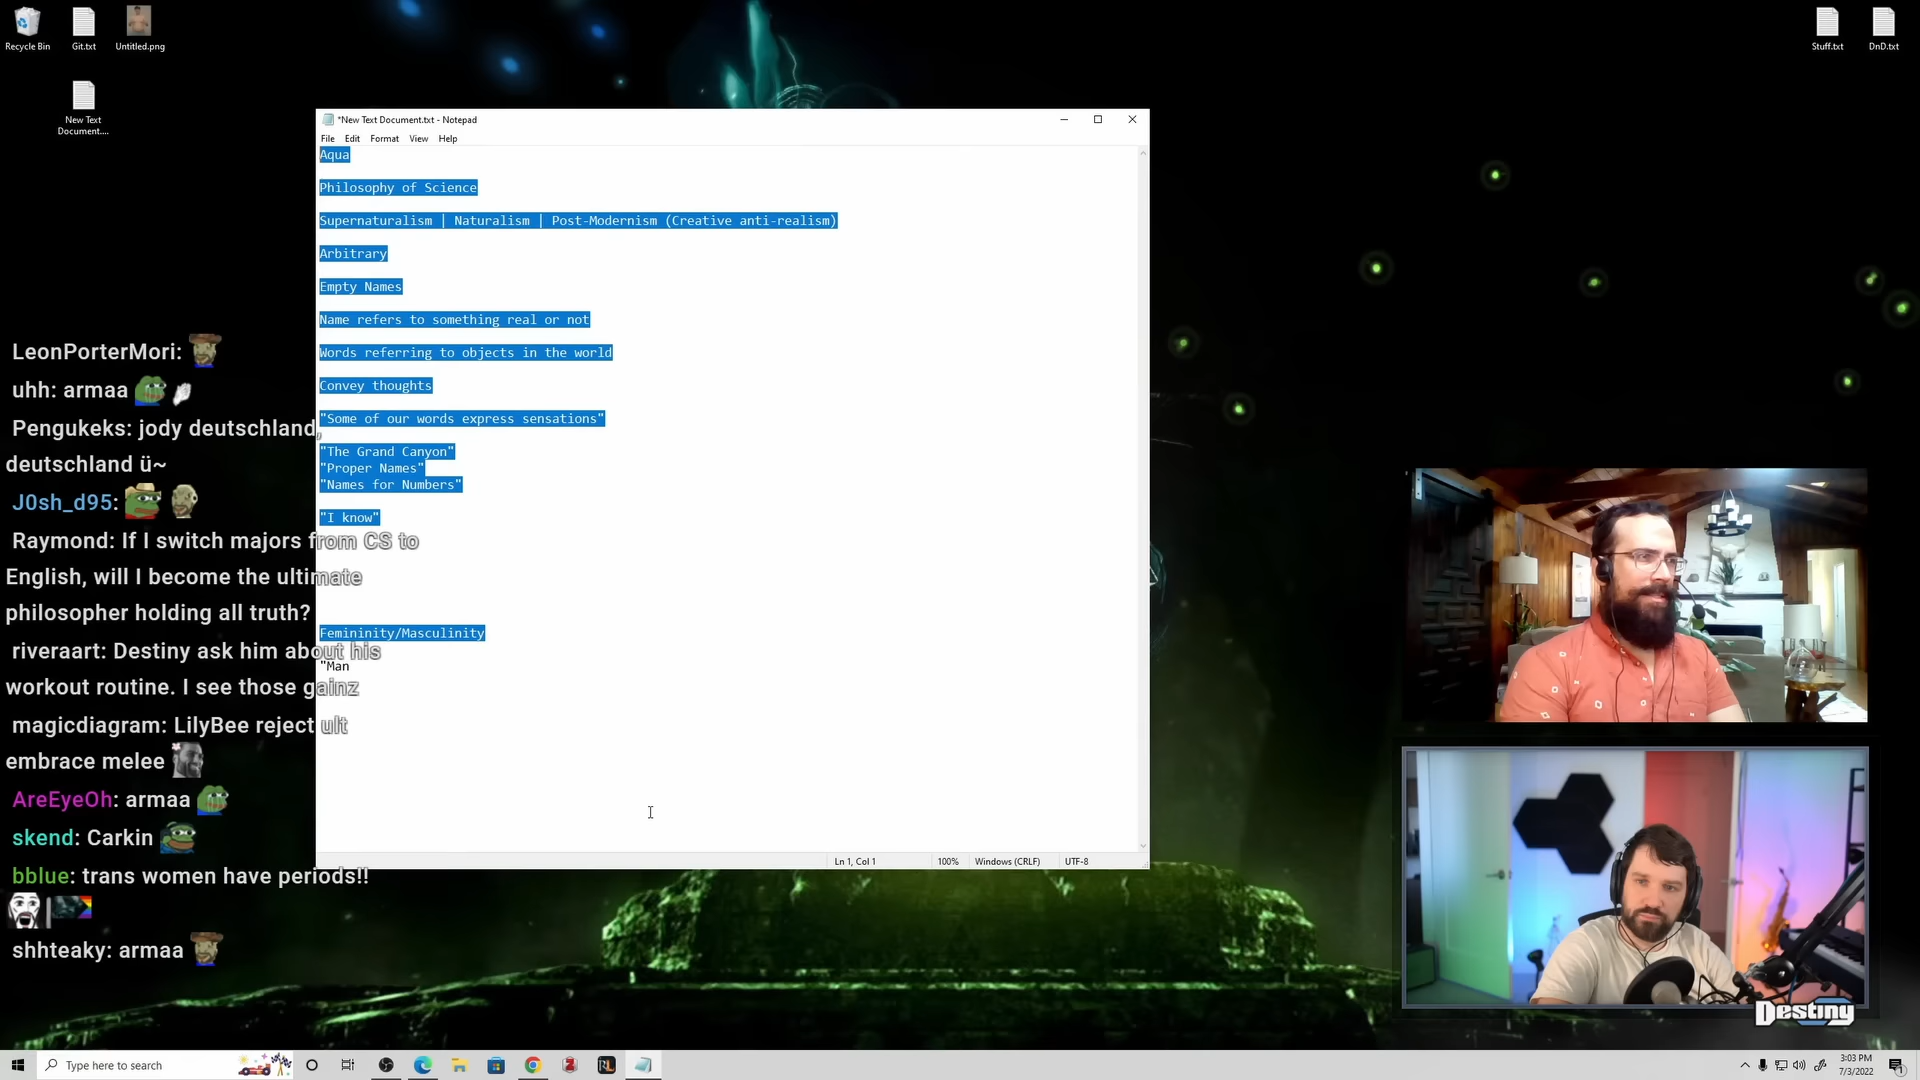 Recycle Bin
Git.txt
Untitled.png
New Text
Document....
Stuff.txt
DnD.txt
*New Text Document.txt - Notepad
File Edit Format View Help
Aqua
Philosophy of Science
Supernaturalism | Naturalism | Post-Modernism (Creative anti-realism)
Arbitrary
Empty Names
Name refers to something real or not
Words referring to objects in the world
Convey thoughts
"Some of our words express sensations"
"The Grand Canyon"
"Proper Names"
"Names for Numbers"
"I know"
Femininity/Masculinity
"Man
Ln 1, Col 1
100%
Windows (CRLF)
UTF-8
LeonPorterMori:
uhh: armaa
Pengukeks: jody deutschland,
deutschland ü~
J0sh_d95:
Raymond: If I switch majors from CS to
English, will I become the ultimate
philosopher holding all truth?
riveraart: Destiny ask him about his
workout routine. I see those gainz
magicdiagram: LilyBee reject ult
embrace melee
AreEyeOh: armaa
skend: Carkin
bblue: trans women have periods!!
shhteaky: armaa
Destiny
Type here to search
3:03 PM
7/3/2022